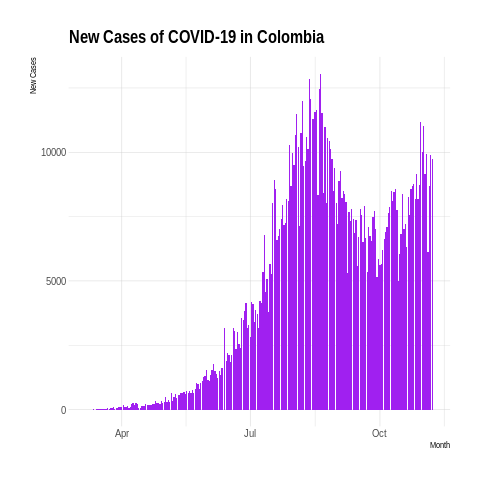 New Cases of COVID-19 in Colombia
New Cases
10000
5000
0
Apr Jul Oct
Month